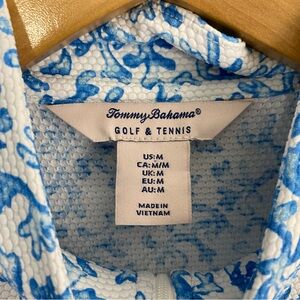 Tommy Bahama®
GOLF & TENNIS
US:M
CA:M/M
UK:M
EU:M
AU:M
MADE IN
VIETNAM